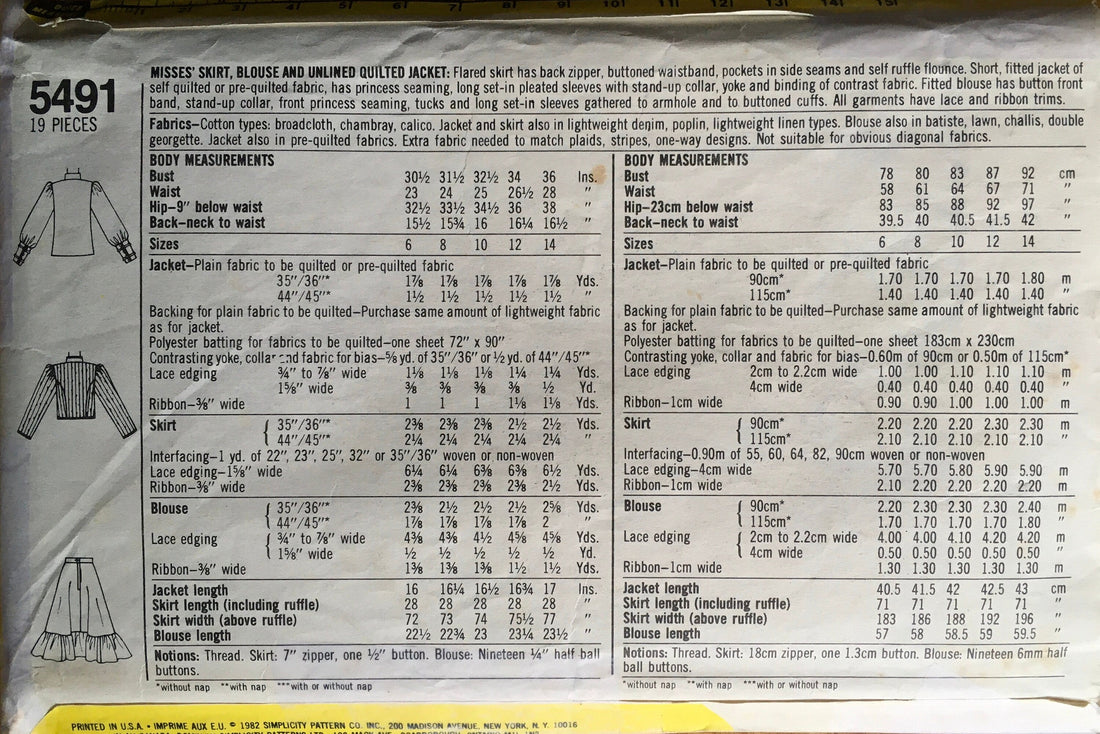 6 7 8 9 10 11 12 13 14 15
5491
19 PIECES
MISSES' SKIRT, BLOUSE AND UNLINED QUILTED JACKET: Flared skirt has back zipper, buttoned waistband, pockets in side seams and self ruffle flounce. Short, fitted jacket of
self quilted or pre-quilted fabric, has princess seaming, long set-in pleated sleeves with stand-up collar, yoke and binding of contrast fabric. Fitted blouse has button front
band, stand-up collar, front princess seaming, tucks and long set-in sleeves gathered to armhole and to buttoned cuffs. All garments have lace and ribbon trims.
Fabrics–Cotton types: broadcloth, chambray, calico. Jacket and skirt also in lightweight denim, poplin, lightweight linen types. Blouse also in batiste, lawn, challis, double
georgette. Jacket also in pre-quilted fabrics. Extra fabric needed to match plaids, stripes, one-way designs. Not suitable for obvious diagonal fabrics.
BODY MEASUREMENTS
Bust 30½ 31½ 32½ 34 36 Ins.
Waist 23 24 25 26½ 28 "
Hip–9" below waist 32½ 33½ 34½ 36 38 "
Back–neck to waist 15½ 15¾ 16 16¼ 16½ "
Sizes 6 8 10 12 14
Jacket–Plain fabric to be quilted or pre-quilted fabric
35"/36"* 1⅞ 1⅞ 1⅞ 1⅞ 1⅞ Yds.
44"/45"* 1½ 1½ 1½ 1½ 1½ "
Backing for plain fabric to be quilted–Purchase same amount of lightweight fabric
as for jacket.
Polyester batting for fabrics to be quilted–one sheet 72" x 90"
Contrasting yoke, collar and fabric for bias–⅝ yd. of 35"/36" or ½ yd. of 44"/45"*
Lace edging ¾" to ⅞" wide 1⅛ 1⅛ 1⅛ 1¼ 1¼ Yds.
1⅝" wide ⅜ ⅜ ⅜ ⅜ ½ Yd.
Ribbon–⅜" wide 1 1 1 1⅛ 1⅛ Yds.
Skirt { 35"/36"* 2⅜ 2⅜ 2⅜ 2½ 2½ Yds.
44"/45"* 2¼ 2¼ 2¼ 2¼ 2¼ "
Interfacing–1 yd. of 22", 23", 25", 32" or 35"/36" woven or non-woven
Lace edging–1⅝" wide 6¼ 6¼ 6⅜ 6⅜ 6½ Yds.
Ribbon–⅜" wide 2⅜ 2⅜ 2⅜ 2⅜ 2½ Yds.
Blouse { 35"/36"* 2⅜ 2½ 2½ 2½ 2⅝ Yds.
44"/45"* 1⅞ 1⅞ 1⅞ 1⅞ 2 "
Lace edging { ¾" to ⅞" wide 4⅜ 4⅜ 4½ 4⅝ 4⅝ Yds.
1⅝" wide ½ ½ ½ ½ ½ Yd.
Ribbon–⅜" wide 1⅜ 1⅜ 1⅜ 1½ 1½ Yds.
Jacket length 16 16¼ 16½ 16¾ 17 Ins.
Skirt length (including ruffle) 28 28 28 28 28 "
Skirt width (above ruffle) 72 73 74 75½ 77 "
Blouse length 22½ 22¾ 23 23¼ 23½ "
Notions: Thread. Skirt: 7" zipper, one ½" button. Blouse: Nineteen ¼" half ball
buttons.
*without nap **with nap ***with or without nap
BODY MEASUREMENTS
Bust 78 80 83 87 92 cm
Waist 58 61 64 67 71 "
Hip–23cm below waist 83 85 88 92 97 "
Back–neck to waist 39.5 40 40.5 41.5 42 "
Sizes 6 8 10 12 14
Jacket–Plain fabric to be quilted or pre-quilted fabric
90cm* 1.70 1.70 1.70 1.70 1.80 m
115cm* 1.40 1.40 1.40 1.40 1.40 "
Backing for plain fabric to be quilted–Purchase same amount of lightweight fabric
as for jacket.
Polyester batting for fabrics to be quilted–one sheet 183cm x 230cm
Contrasting yoke, collar and fabric for bias–0.60m of 90cm or 0.50m of 115cm*
Lace edging 2cm to 2.2cm wide 1.00 1.00 1.10 1.10 1.10 m
4cm wide 0.40 0.40 0.40 0.40 0.40 "
Ribbon–1cm wide 0.90 0.90 1.00 1.00 1.00 m
Skirt { 90cm* 2.20 2.20 2.20 2.30 2.30 m
115cm* 2.10 2.10 2.10 2.10 2.10 "
Interfacing–0.90m of 55, 60, 64, 82, 90cm woven or non-woven
Lace edging–4cm wide 5.70 5.70 5.80 5.90 5.90 m
Ribbon–1cm wide 2.10 2.20 2.20 2.20 2.20 m
Blouse { 90cm* 2.20 2.30 2.30 2.30 2.40 m
115cm* 1.70 1.70 1.70 1.70 1.80 "
Lace edging { 2cm to 2.2cm wide 4.00 4.00 4.10 4.20 4.20 m
4cm wide 0.50 0.50 0.50 0.50 0.50 "
Ribbon–1cm wide 1.30 1.30 1.30 1.30 1.30 m
Jacket length 40.5 41.5 42 42.5 43 cm
Skirt length (including ruffle) 71 71 71 71 71 "
Skirt width (above ruffle) 183 186 188 192 196 "
Blouse length 57 58 58.5 59 59.5 "
Notions: Thread. Skirt: 18cm zipper, one 1.3cm button. Blouse: Nineteen 6mm half
ball buttons.
*without nap **with nap ***with or without nap
PRINTED IN U.S.A. • IMPRIME AUX E.U. © 1982 SIMPLICITY PATTERN CO. INC., 200 MADISON AVENUE, NEW YORK, N. Y. 10016